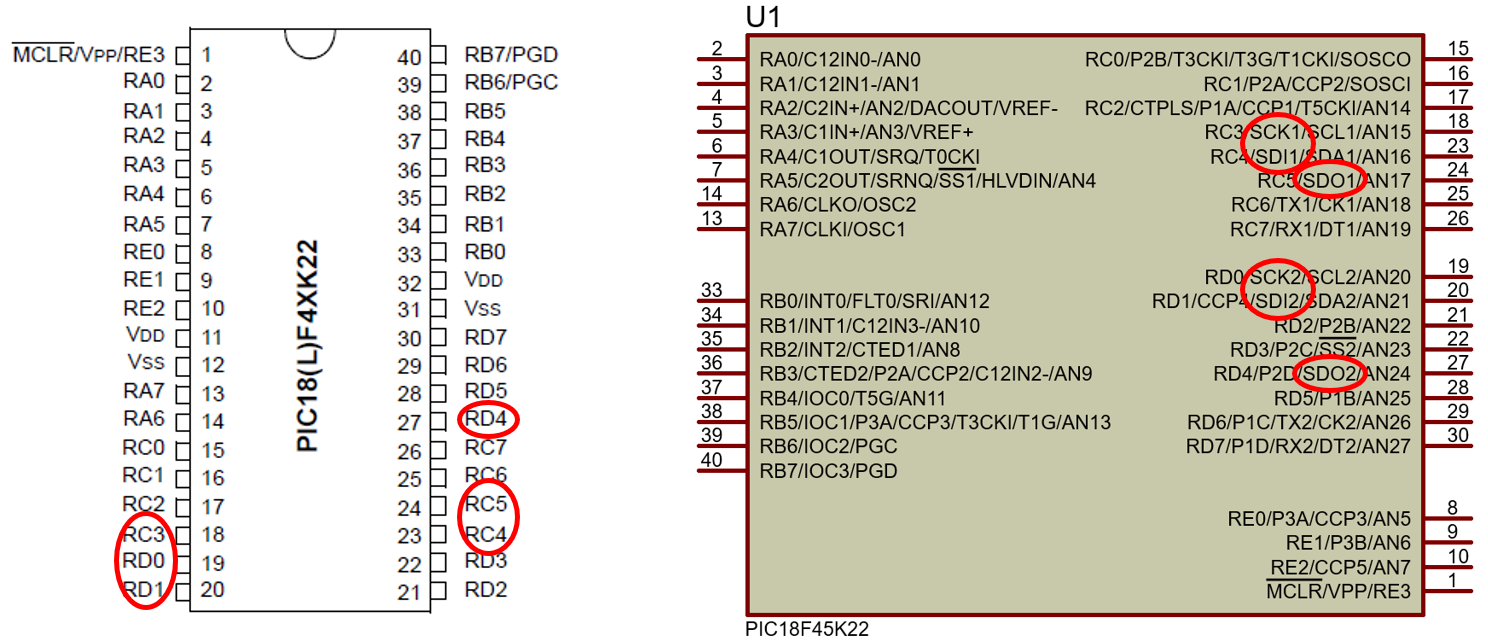 MCLR/VPP/RE3 1
RA0 2
RA1 3
RA2 4
RA3 5
RA4 6
RA5 7
RE0 8
RE1 9
RE2 10
VDD 11
VSS 12
RA7 13
RA6 14
RC0 15
RC1 16
RC2 17
RC3 18
RD0 19
RD1 20
PIC18(L)F4XK22
40 RB7/PGD
39 RB6/PGC
38 RB5
37 RB4
36 RB3
35 RB2
34 RB1
33 RB0
32 VDD
31 VSS
30 RD7
29 RD6
28 RD5
27 RD4
26 RC7
25 RC6
24 RC5
23 RC4
22 RD3
21 RD2
U1
2 RA0/C12IN0-/AN0
3 RA1/C12IN1-/AN1
4 RA2/C2IN+/AN2/DACOUT/VREF-
5 RA3/C1IN+/AN3/VREF+
6 RA4/C1OUT/SRQ/T0CKI
7 RA5/C2OUT/SRNQ/SS1/HLVDIN/AN4
14 RA6/CLKO/OSC2
13 RA7/CLKI/OSC1
33 RB0/INT0/FLT0/SRI/AN12
34 RB1/INT1/C12IN3-/AN10
35 RB2/INT2/CTED1/AN8
36 RB3/CTED2/P2A/CCP2/C12IN2-/AN9
37 RB4/IOC0/T5G/AN11
38 RB5/IOC1/P3A/CCP3/T3CKI/T1G/AN13
39 RB6/IOC2/PGC
40 RB7/IOC3/PGD
RC0/P2B/T3CKI/T3G/T1CKI/SOSCO 15
RC1/P2A/CCP2/SOSCI 16
RC2/CTPLS/P1A/CCP1/T5CKI/AN14 17
RC3/SCK1/SCL1/AN15 18
RC4/SDI1/SDA1/AN16 23
RC5/SDO1/AN17 24
RC6/TX1/CK1/AN18 25
RC7/RX1/DT1/AN19 26
RD0/SCK2/SCL2/AN20 19
RD1/CCP4/SDI2/SDA2/AN21 20
RD2/P2B/AN22 21
RD3/P2C/SS2/AN23 22
RD4/P2D/SDO2/AN24 27
RD5/P1B/AN25 28
RD6/P1C/TX2/CK2/AN26 29
RD7/P1D/RX2/DT2/AN27 30
RE0/P3A/CCP3/AN5 8
RE1/P3B/AN6 9
RE2/CCP5/AN7 10
MCLR/VPP/RE3 1
PIC18F45K22